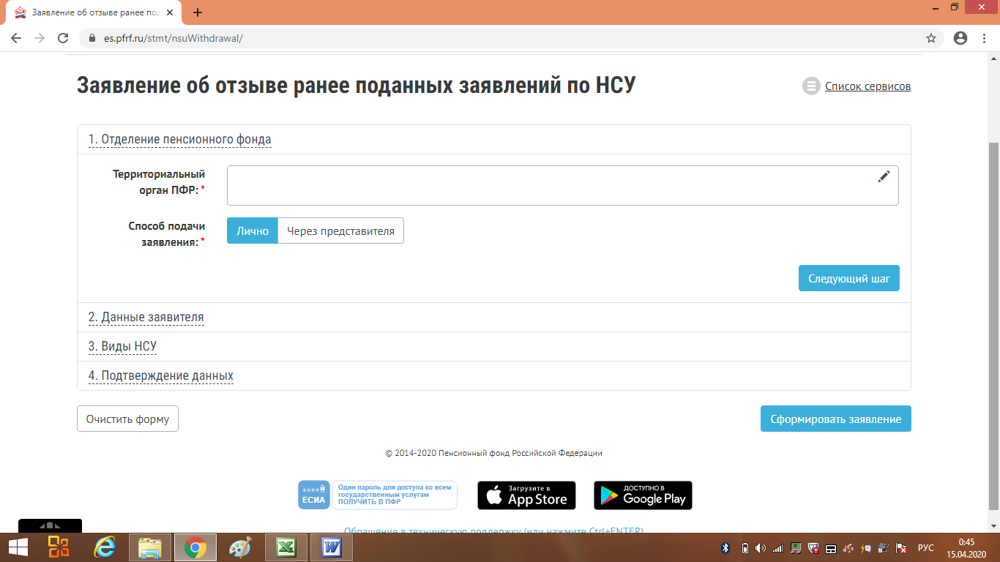 Заявление об отзыве ранее под
es.pfrf.ru/stmt/nsuWithdrawal/
Заявление об отзыве ранее поданных заявлений по НСУ
Список сервисов
1. Отделение пенсионного фонда
Территориальный
орган ПФР: *
Способ подачи
заявления: *
Лично
Через представителя
Следующий шаг
2. Данные заявителя
3. Виды НСУ
4. Подтверждение данных
Очистить форму
Сформировать заявление
© 2014-2020 Пенсионный фонд Российской Федерации
****
ЕСИА
Один пароль для доступа ко всем
государственным услугам
ПОЛУЧИТЬ В ПФР
Загрузите в
App Store
ДОСТУПНО В
Google Play
Обращение в техническую поддержку (или нажмите Ctrl+ENTER)
РУС
0:45
15.04.2020